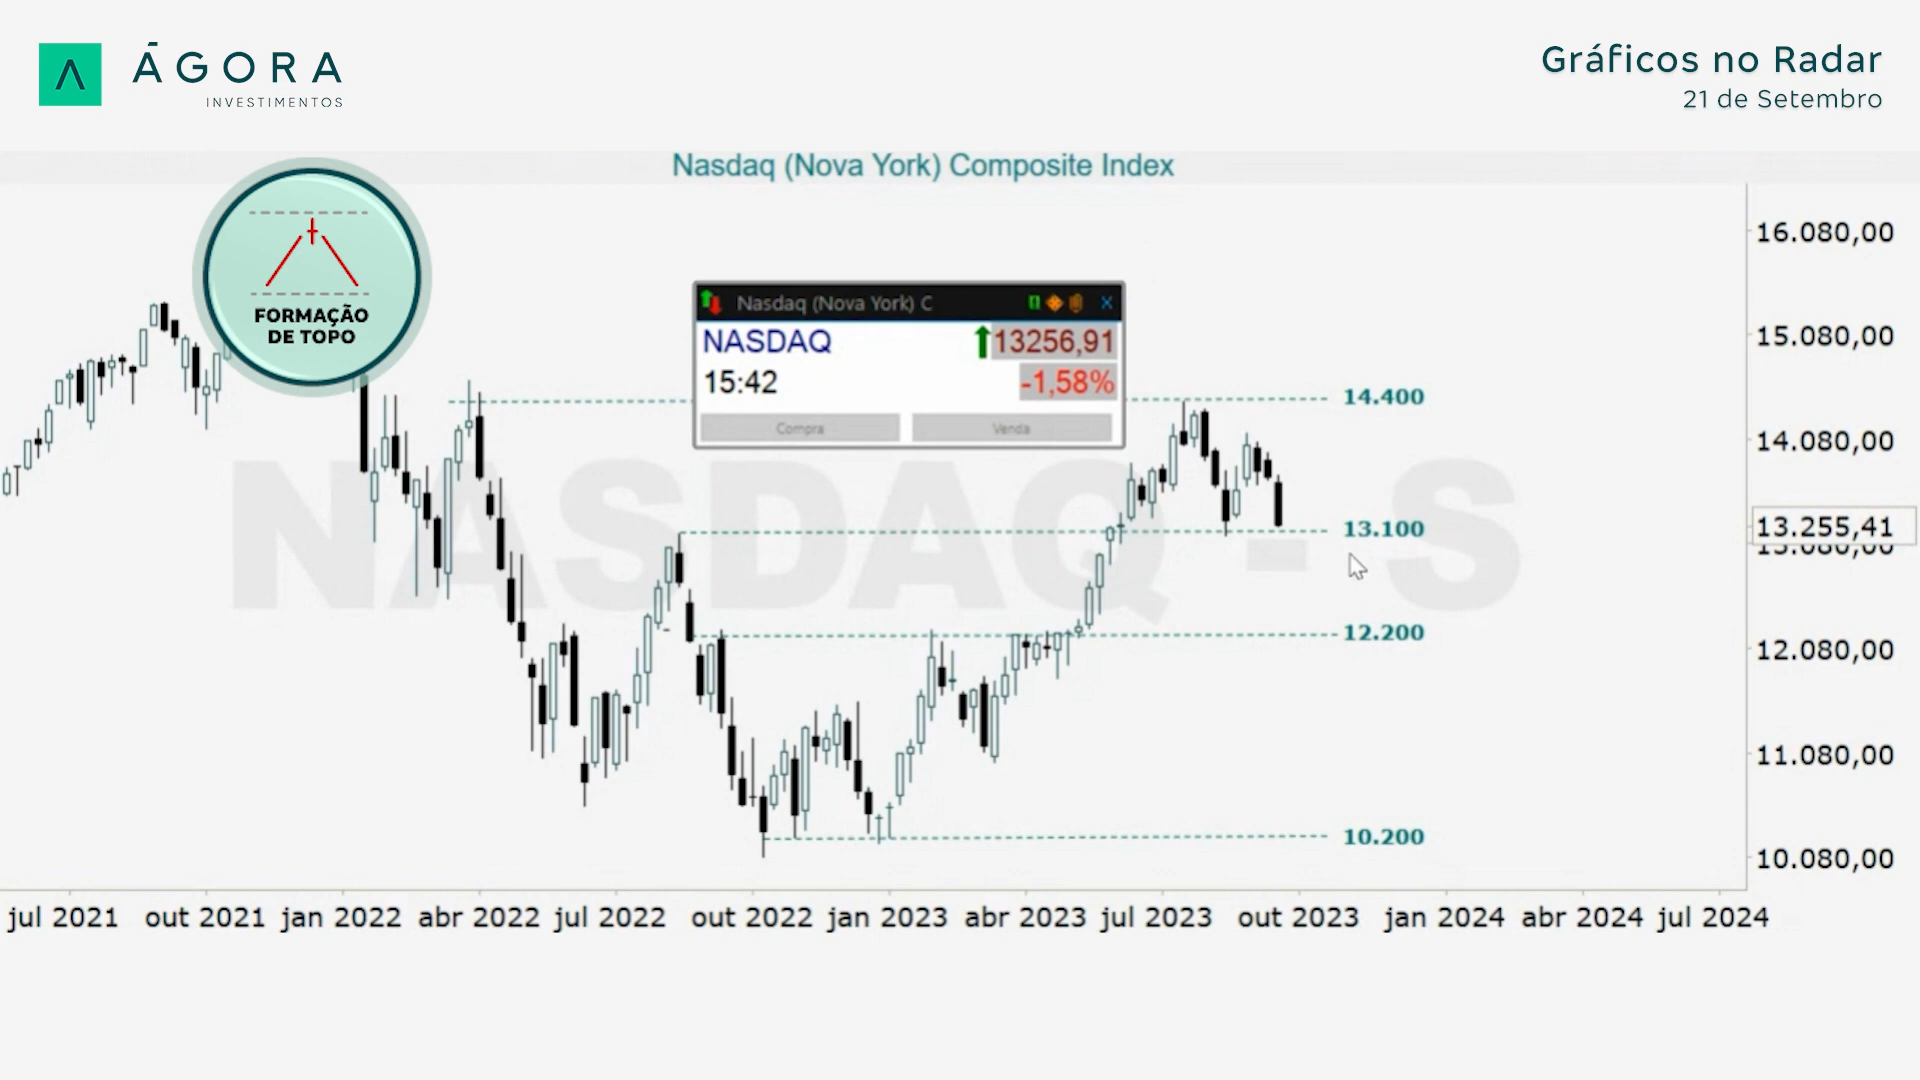 ÁGORA
INVESTIMENTOS
Gráficos no Radar
21 de Setembro
Nasdaq (Nova York) Composite Index
FORMAÇÃO
DE TOPO
Nasdaq (Nova York) C
NASDAQ
13256,91
15:42
-1,58%
Compra
Venda
NASDAQ - S
14.400
13.100
12.200
10.200
16.080,00
15.080,00
14.080,00
13.255,41
13.080,00
12.080,00
11.080,00
10.080,00
jul 2021 out 2021 jan 2022 abr 2022 jul 2022 out 2022 jan 2023 abr 2023 jul 2023 out 2023 jan 2024 abr 2024 jul 2024